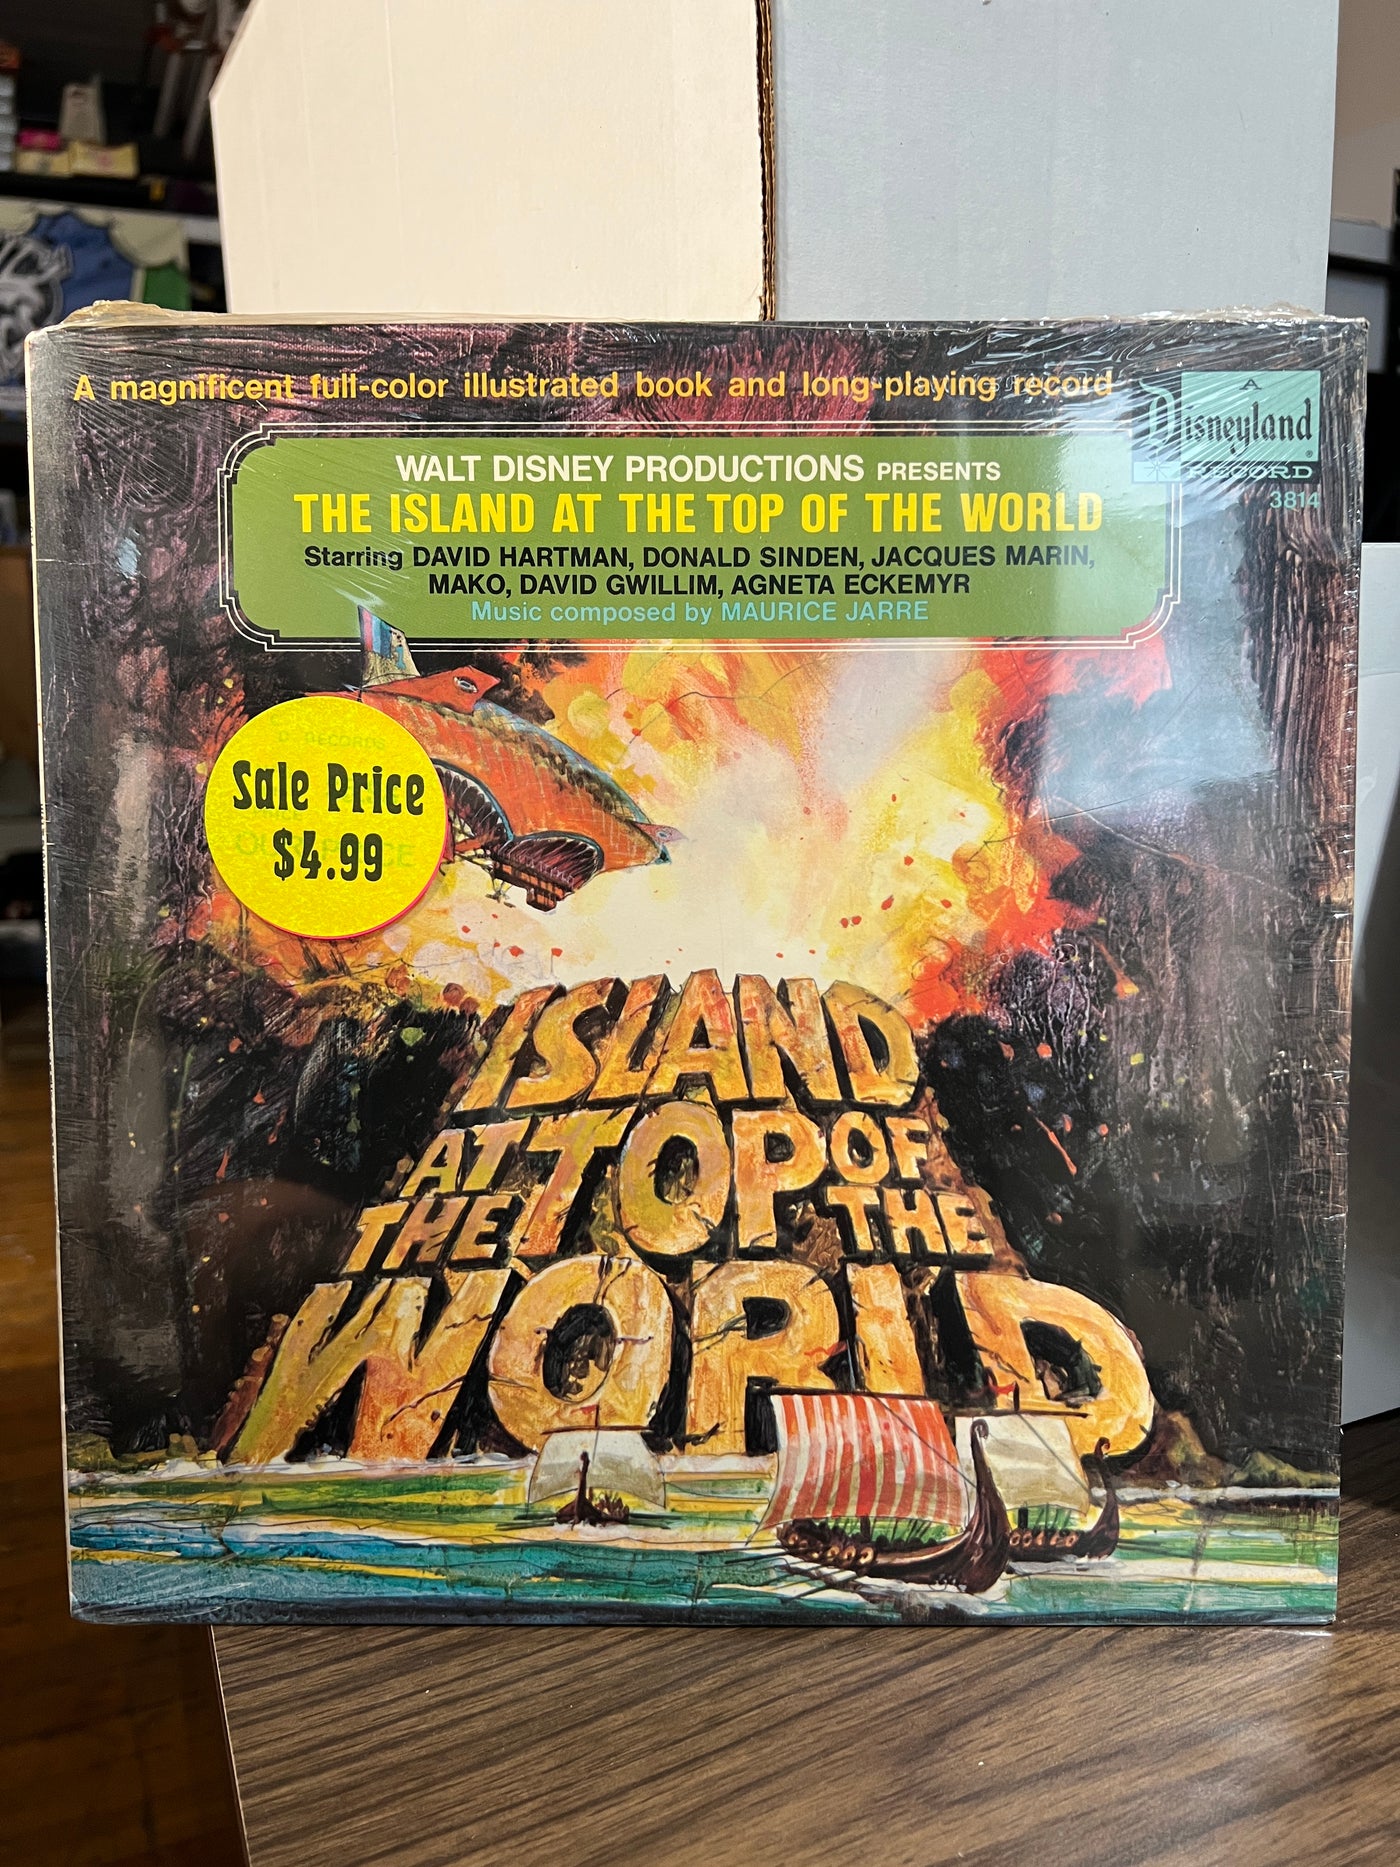 A magnificent full-color illustrated book and long-playing record
A
Disneyland®
RECORD
3814
WALT DISNEY PRODUCTIONS PRESENTS
THE ISLAND AT THE TOP OF THE WORLD
Starring DAVID HARTMAN, DONALD SINDEN, JACQUES MARIN,
MAKO, DAVID GWILLIM, AGNETA ECKEMYR
Music composed by MAURICE JARRE
RECORDS
Sale Price
$4.99
ISLAND
AT THE TOP OF THE
WORLD